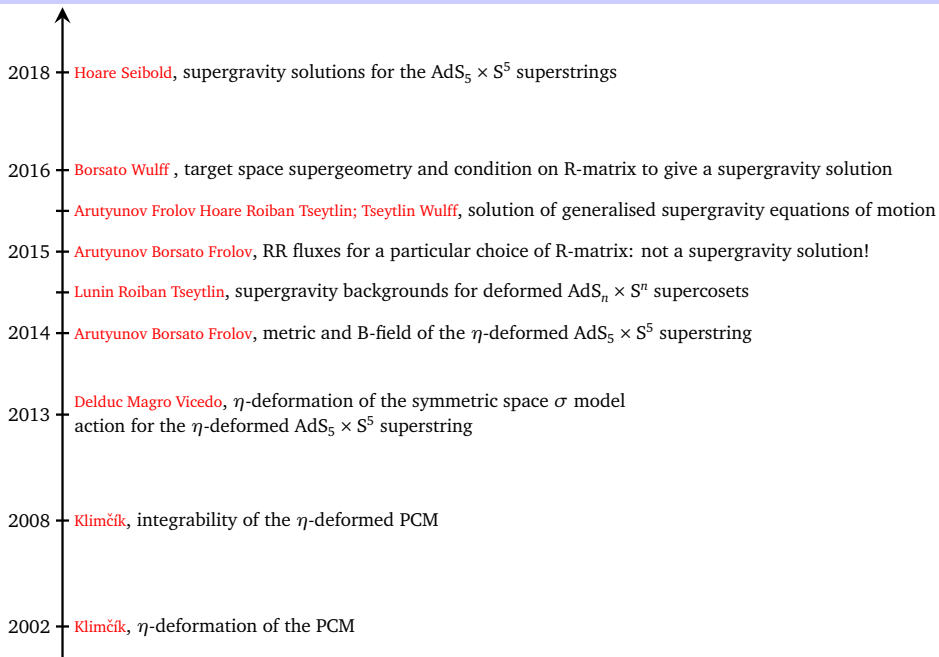 2018 Hoare Seibold, supergravity solutions for the AdS₅ × S⁵ superstrings
2016 Borsato Wulff , target space supergeometry and condition on R-matrix to give a supergravity solution
Arutyunov Frolov Hoare Roiban Tseytlin; Tseytlin Wulff, solution of generalised supergravity equations of motion
2015 Arutyunov Borsato Frolov, RR fluxes for a particular choice of R-matrix: not a supergravity solution!
Lunin Roiban Tseytlin, supergravity backgrounds for deformed AdSₙ × Sⁿ supercosets
2014 Arutyunov Borsato Frolov, metric and B-field of the η-deformed AdS₅ × S⁵ superstring
2013 Delduc Magro Vicedo, η-deformation of the symmetric space σ model
action for the η-deformed AdS₅ × S⁵ superstring
2008 Klimčík, integrability of the η-deformed PCM
2002 Klimčík, η-deformation of the PCM